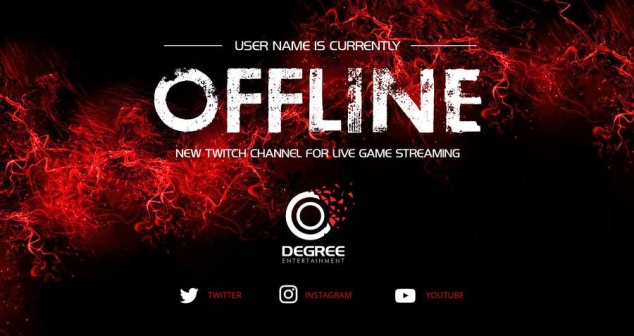 USER NAME IS CURRENTLY
OFFLINE
NEW TWITCH CHANNEL FOR LIVE GAME STREAMING
DEGREE
ENTERTAINMENT
TWITTER INSTAGRAM YOUTUBE